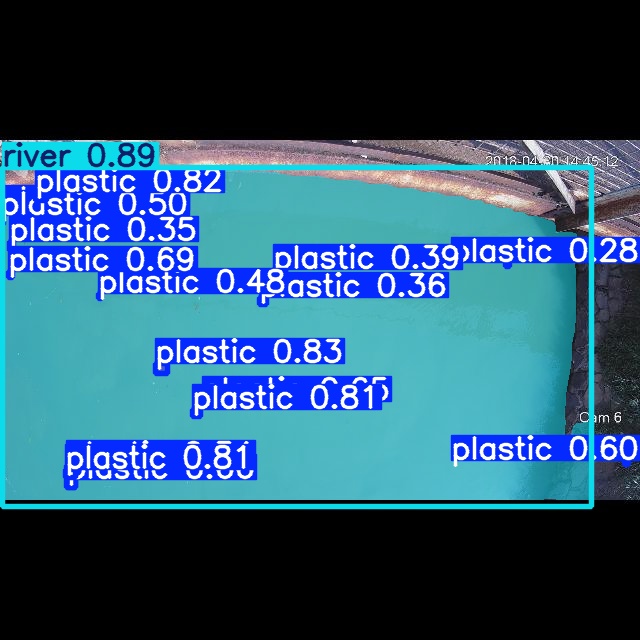 river 0.89
2018-04-30 14:45:12
plastic 0.82
plastic 0.50
plastic 0.35
plastic 0.69
plastic 0.39
plastic 0.28
plastic 0.48
plastic 0.36
plastic 0.83
plastic 0.81
Cam 6
plastic 0.81
plastic 0.60